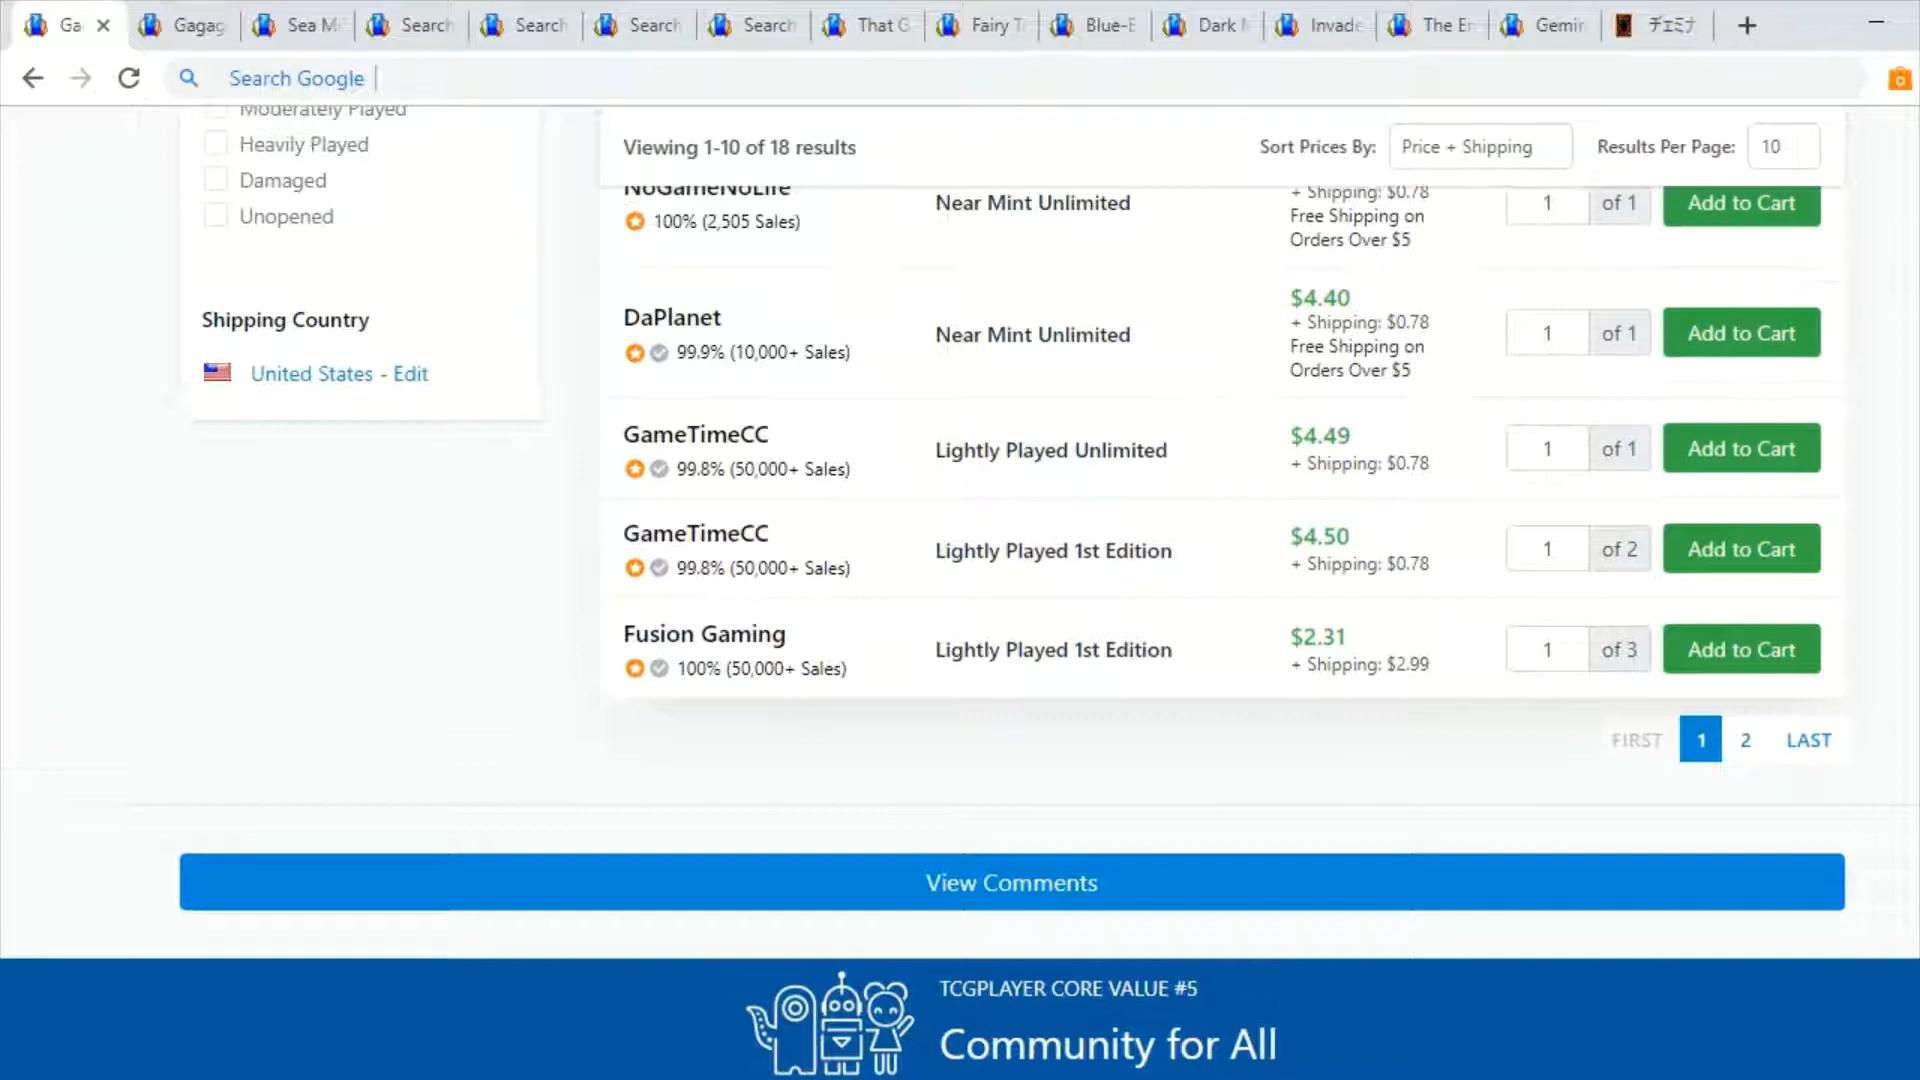 Ga
Gagag
Sea M
Search
Search
Search
Search
That G
Fairy T
Blue-E
Dark M
Invade
The En
Gemin
ヂェミナ
Search Google
Moderately Played
Heavily Played
Damaged
Unopened
Shipping Country
United States - Edit
Viewing 1-10 of 18 results
Sort Prices By:
Price + Shipping
Results Per Page:
10
NoGameNoLife
100% (2,505 Sales)
Near Mint Unlimited
+ Shipping: $0.78
Free Shipping on
Orders Over $5
1
of 1
Add to Cart
DaPlanet
99.9% (10,000+ Sales)
Near Mint Unlimited
$4.40
+ Shipping: $0.78
Free Shipping on
Orders Over $5
1
of 1
Add to Cart
GameTimeCC
99.8% (50,000+ Sales)
Lightly Played Unlimited
$4.49
+ Shipping: $0.78
1
of 1
Add to Cart
GameTimeCC
99.8% (50,000+ Sales)
Lightly Played 1st Edition
$4.50
+ Shipping: $0.78
1
of 2
Add to Cart
Fusion Gaming
100% (50,000+ Sales)
Lightly Played 1st Edition
$2.31
+ Shipping: $2.99
1
of 3
Add to Cart
FIRST
1
2
LAST
View Comments
TCGPLAYER CORE VALUE #5
Community for All